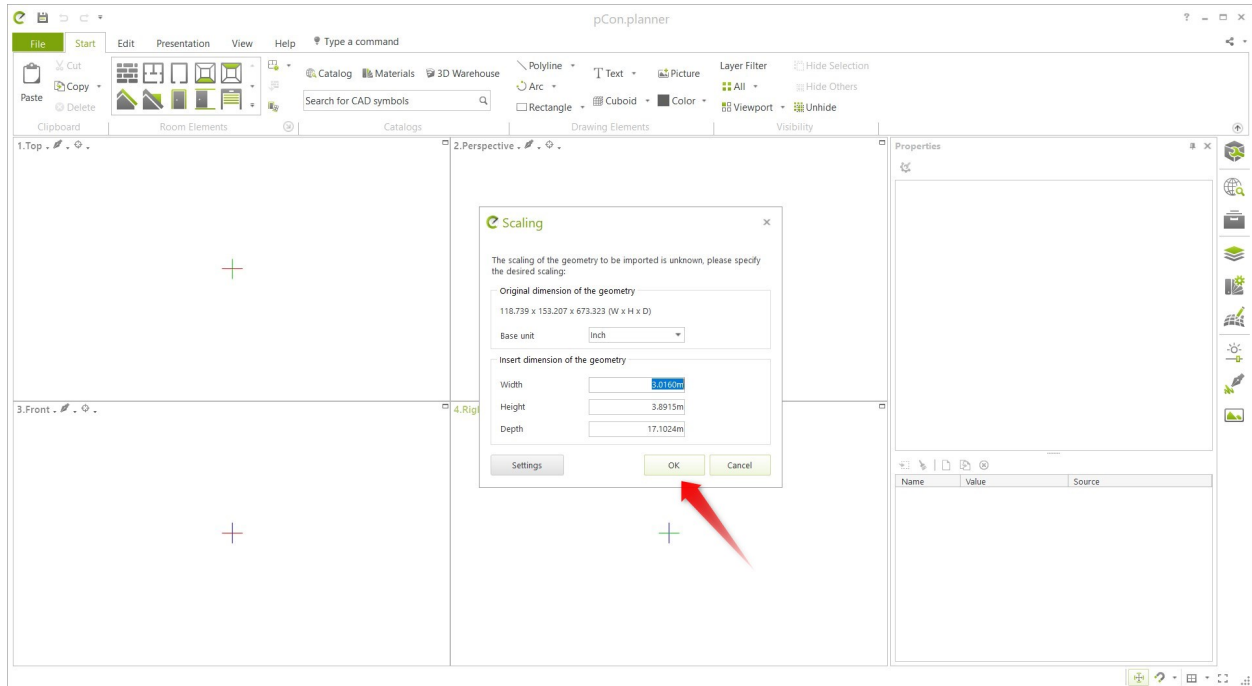 pCon.planner
File Start Edit Presentation View Help Type a command
Cut
Copy
Paste
Delete
Clipboard
Room Elements
Catalog Materials 3D Warehouse
Search for CAD symbols
Catalogs
Polyline
Arc
Rectangle
Text
Cuboid
Picture
Color
Drawing Elements
Layer Filter
All
Viewport
Hide Selection
Hide Others
Unhide
Visibility
1.Top
2.Perspective
Properties
Scaling
The scaling of the geometry to be imported is unknown, please specify
the desired scaling:
Original dimension of the geometry
118.739 x 153.207 x 673.323 (W x H x D)
Base unit Inch
Insert dimension of the geometry
Width 3.0160m
Height 3.8915m
Depth 17.1024m
Settings OK Cancel
3.Front
4.Rig
Name Value Source